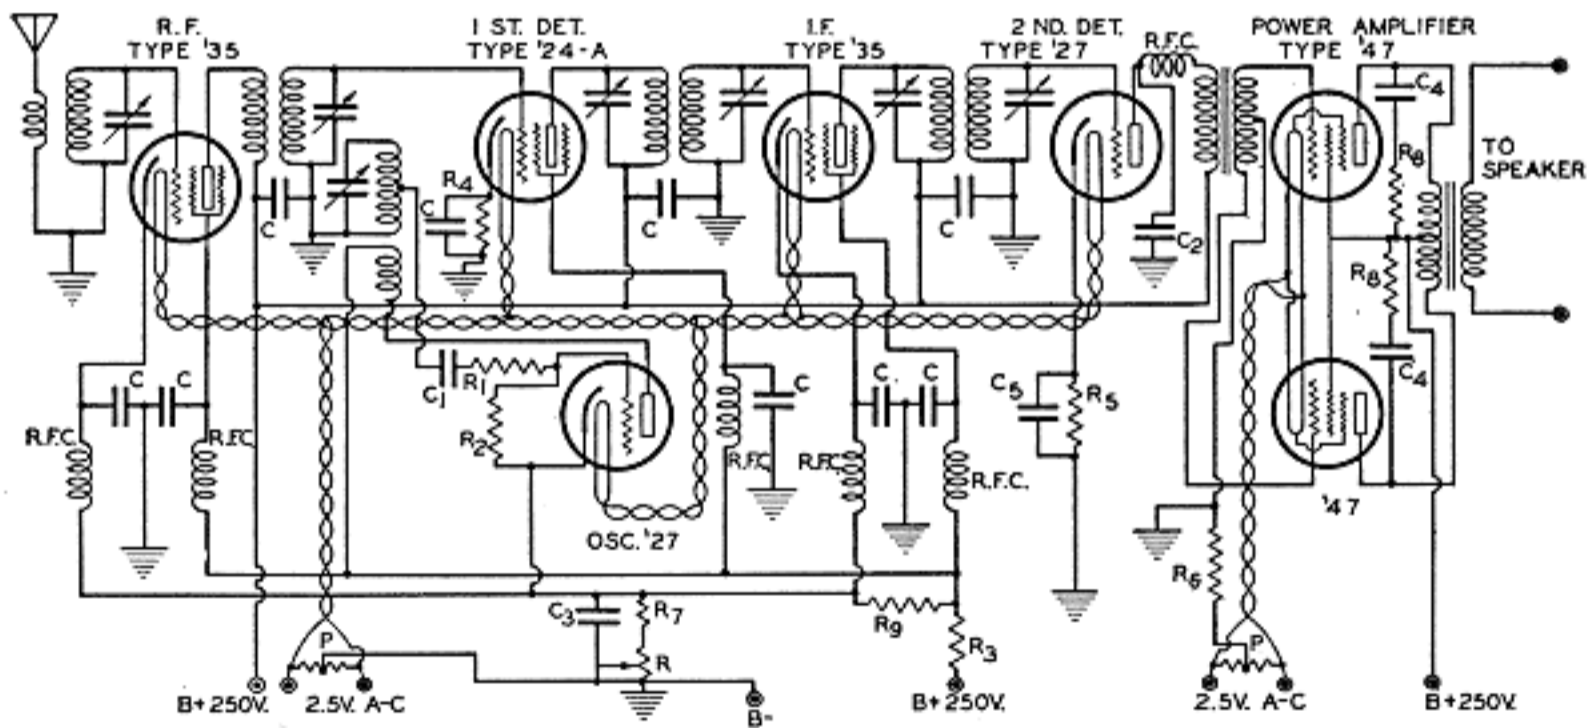 R.F.
TYPE '35
1 ST. DET.
TYPE '24-A
I.F.
TYPE '35
2 ND. DET.
TYPE '27
R.F.C.
POWER AMPLIFIER
TYPE '47
C4
R8
TO
SPEAKER
C
R4
C
C
C
C2
R8
C4
C1
R1
R2
C
C
R.F.C.
R.F.C
C
R.F.C
R.F.C.
C
C
R.F.C.
C5
R5
OSC. '27
'47
R6
C3
R7
R
R9
R3
P
P
B+250V.
2.5V. A-C
B-
B+250V.
2.5V. A-C
B+250V.